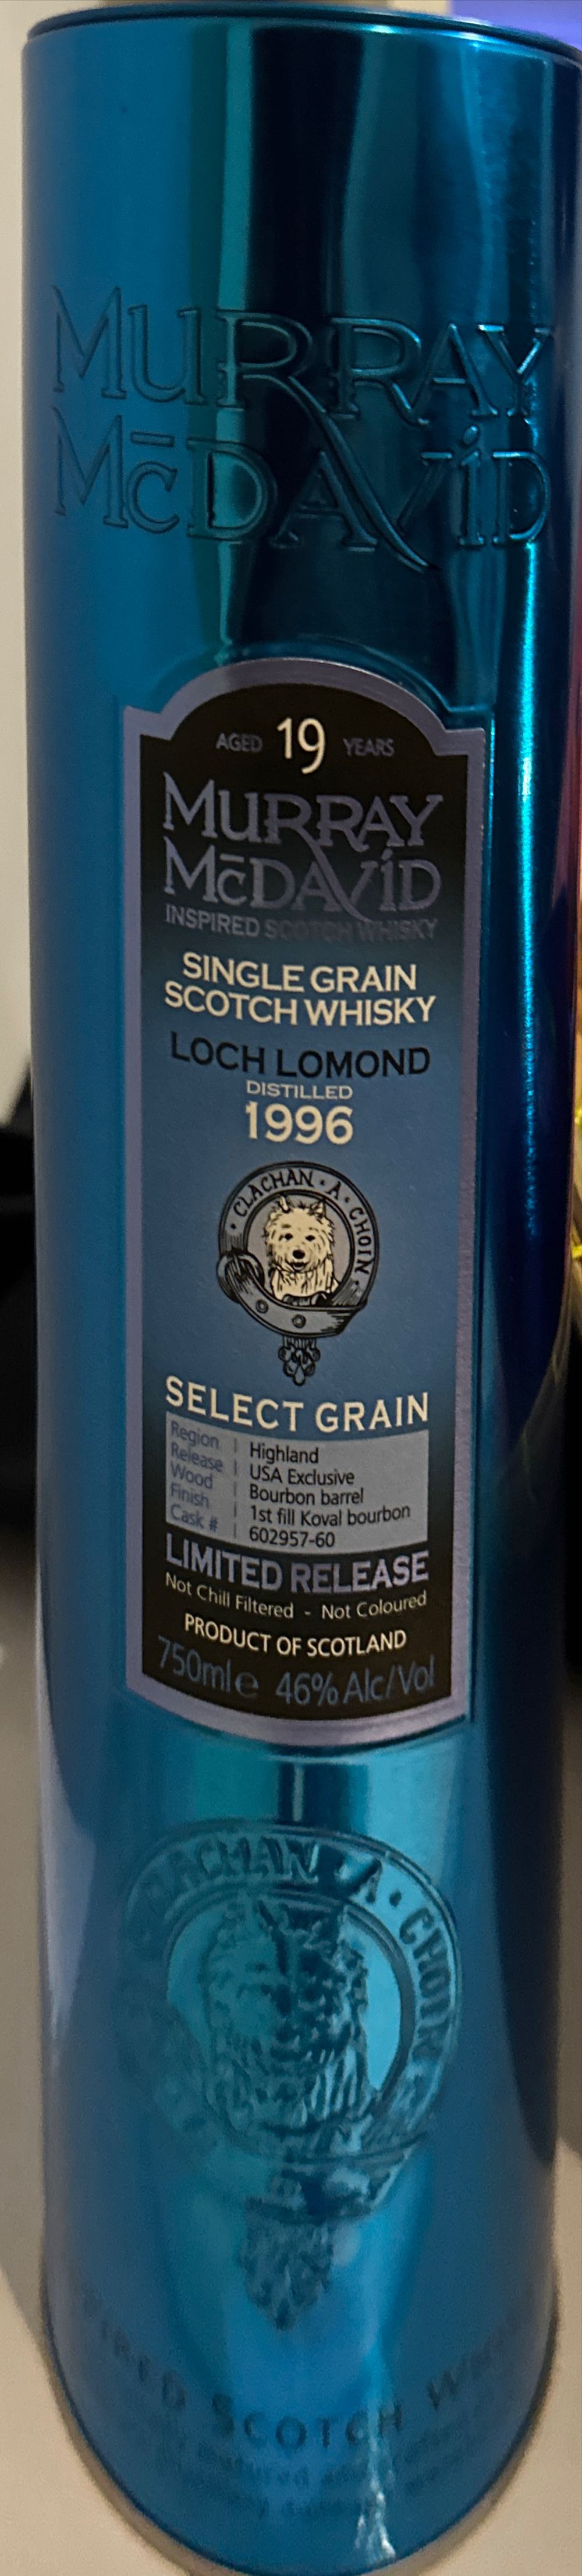 MURRAY
McDAVID
AGED 19 YEARS
MURRAY
McDAVID
INSPIRED SCOTCH WHISKY
SINGLE GRAIN
SCOTCH WHISKY
LOCH LOMOND
DISTILLED
1996
· CLACHAN · A · CHOIN ·
SELECT GRAIN
Region | Highland
Release | USA Exclusive
Wood | Bourbon barrel
Finish | 1st fill Koval bourbon
Cask # | 602957-60
LIMITED RELEASE
Not Chill Filtered - Not Coloured
PRODUCT OF SCOTLAND
750ml℮ 46%Alc/Vol
CLACHAN · A · CHOIN
SCOTCH